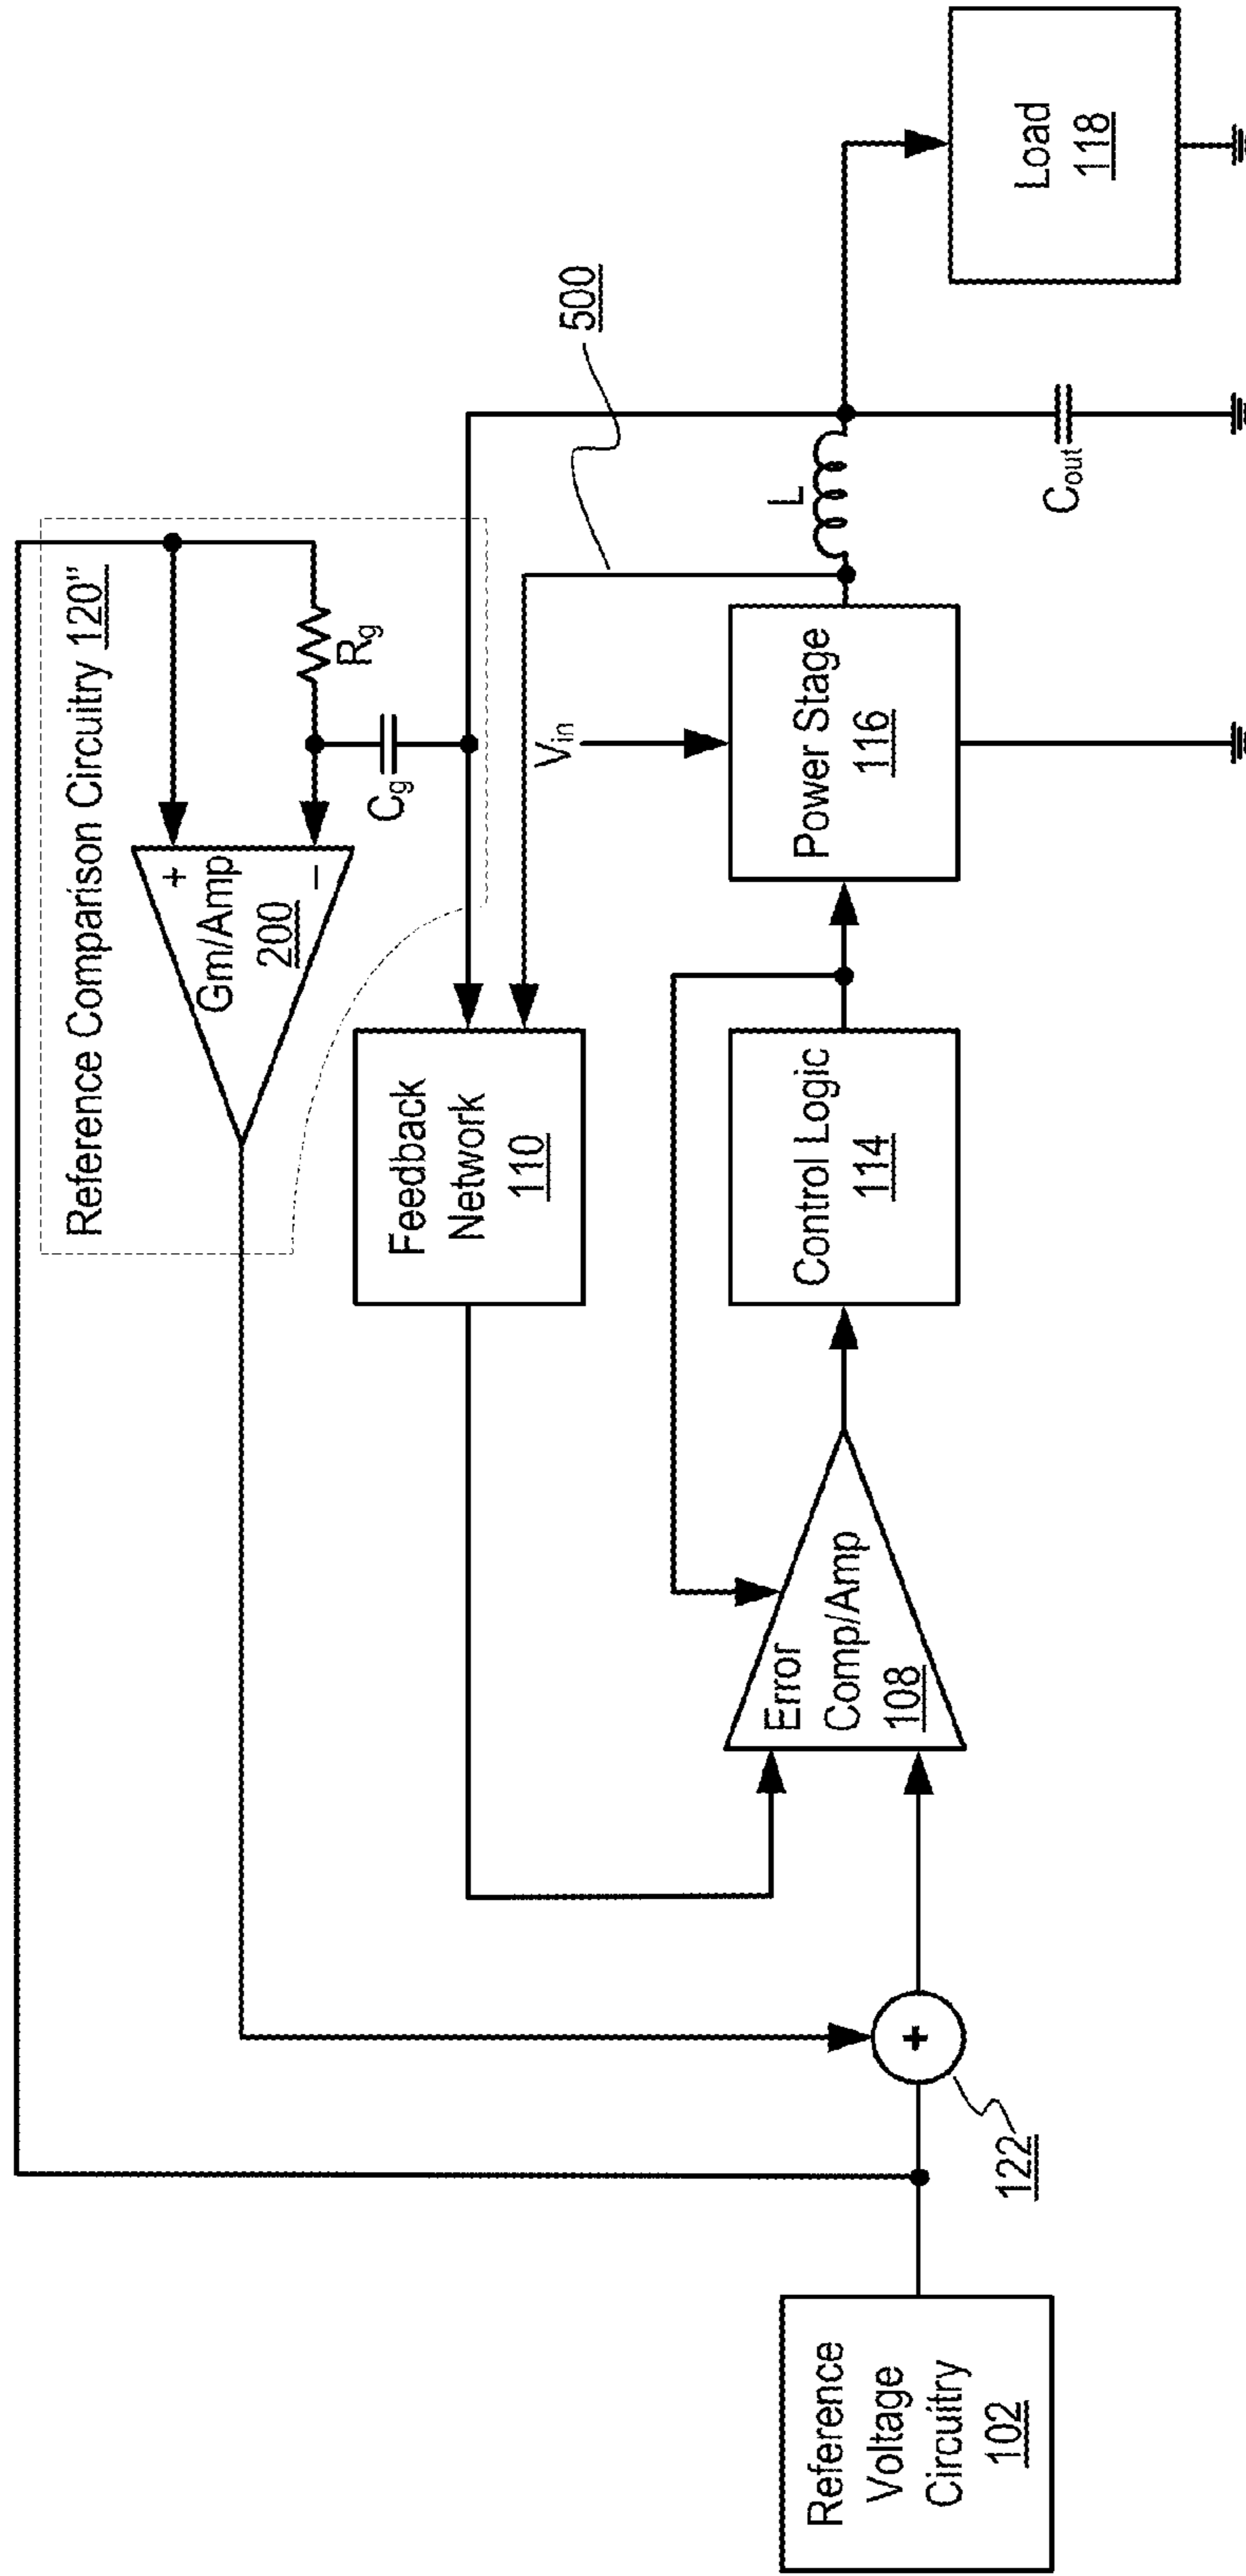 Reference Comparison Circuitry 120"
+
Gm/Amp
200
–
Rg
Cg
Feedback
Network
110
500
Vin
L
Cout
Load
118
Power Stage
116
Control Logic
114
Error
Comp/Amp
108
+
122
Reference
Voltage
Circuitry
102